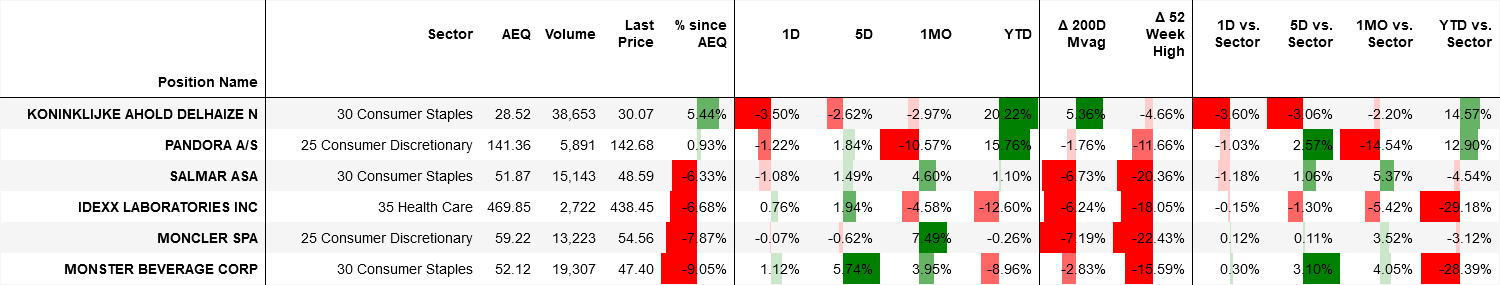 Position Name Sector AEQ Volume Last Price % since AEQ 1D 5D 1MO YTD Δ 200D Mvag Δ 52 Week High 1D vs. Sector 5D vs. Sector 1MO vs. Sector YTD vs. Sector
KONINKLIJKE AHOLD DELHAIZE N 30 Consumer Staples 28.52 38,653 30.07 5.44% -3.50% -2.62% -2.97% 20.22% 5.36% -4.66% -3.60% -3.06% -2.20% 14.57%
PANDORA A/S 25 Consumer Discretionary 141.36 5,891 142.68 0.93% -1.22% 1.84% -10.57% 15.76% -1.76% -11.66% -1.03% 2.57% -14.54% 12.90%
SALMAR ASA 30 Consumer Staples 51.87 15,143 48.59 -6.33% -1.08% 1.49% 4.60% 1.10% -6.73% -20.36% -1.18% 1.06% 5.37% -4.54%
IDEXX LABORATORIES INC 35 Health Care 469.85 2,722 438.45 -6.68% 0.76% 1.94% -4.58% -12.60% -6.24% -18.05% -0.15% -1.30% -5.42% -29.18%
MONCLER SPA 25 Consumer Discretionary 59.22 13,223 54.56 -7.87% -0.07% -0.62% 7.49% -0.26% -7.19% -22.43% 0.12% 0.11% 3.52% -3.12%
MONSTER BEVERAGE CORP 30 Consumer Staples 52.12 19,307 47.40 -9.05% 1.12% 5.74% 3.95% -8.96% -2.83% -15.59% 0.30% 3.10% 4.05% -28.39%